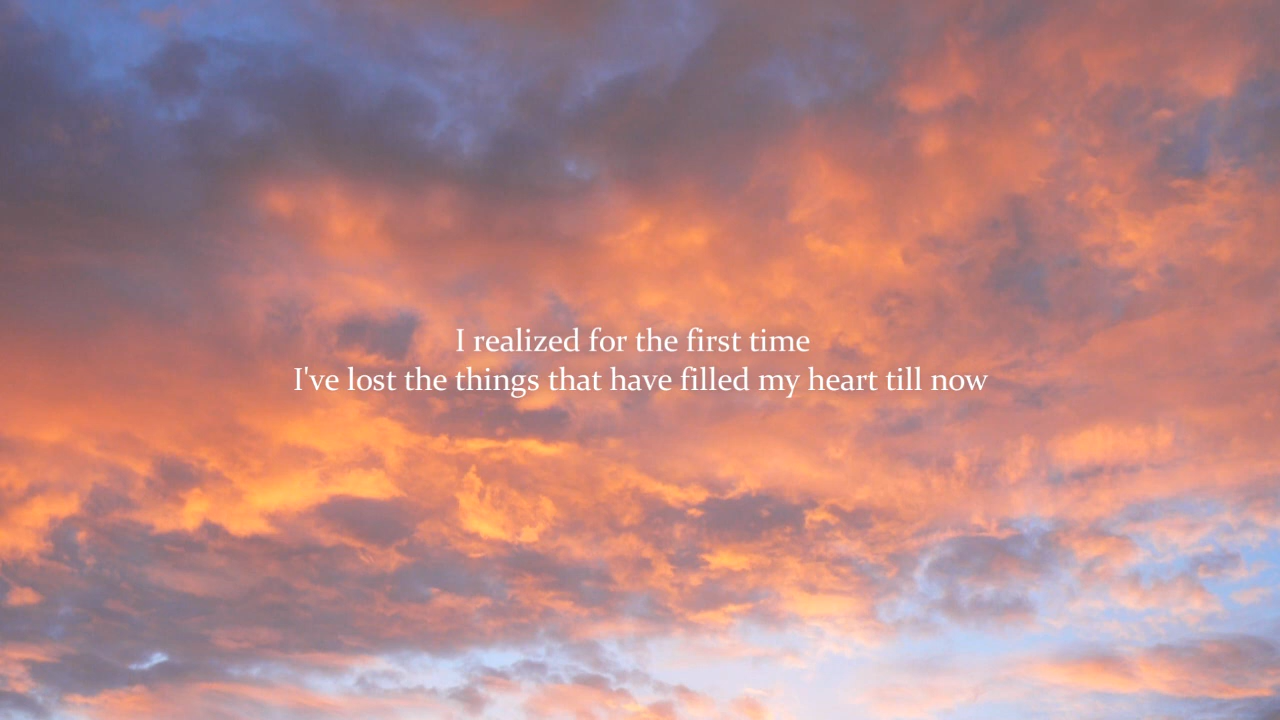 I realized for the first time
I've lost the things that have filled my heart till now